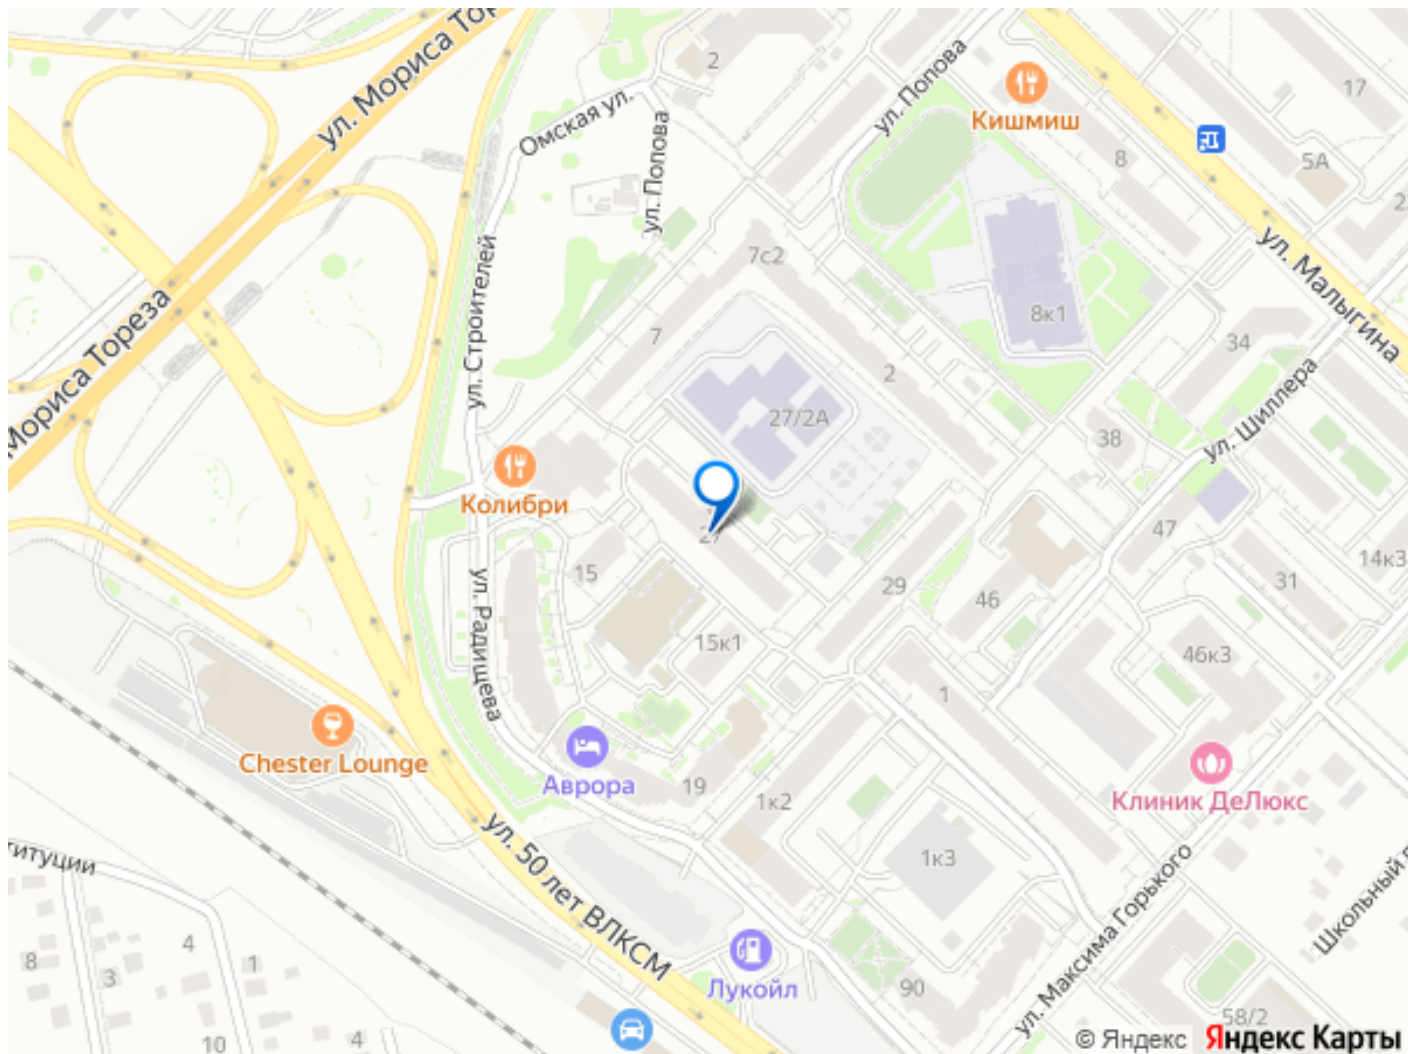 ул. Мориса Тор
2
ул. Попова
Кишмиш
17
Омская ул.
ул. Попова
8
5А
ул. Строителей
7с2
ул. Малыгина
Мориса Тореза
7
8к1
34
2
27/2А
ул. Шиллера
38
Колибри
27
47
14к3
15
29
46
31
ул. Радищева
15к1
46к3
1
Chester Lounge
Аврора
19
1к2
Клиник ДеЛюкс
ул. 50 лет ВЛКСМ
1к3
титуции
ул. Максима Горького
Школьный
4
8
3
1
Лукойл
90
58/2
10
4
© Яндекс Яндекс Карты